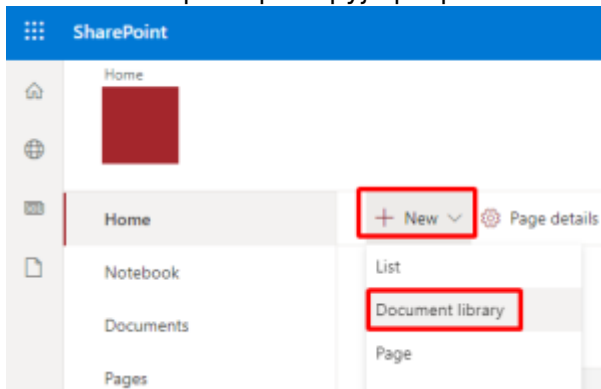 SharePoint
Home
Home
+ New
Page details
Notebook
List
Documents
Document library
Pages
Page